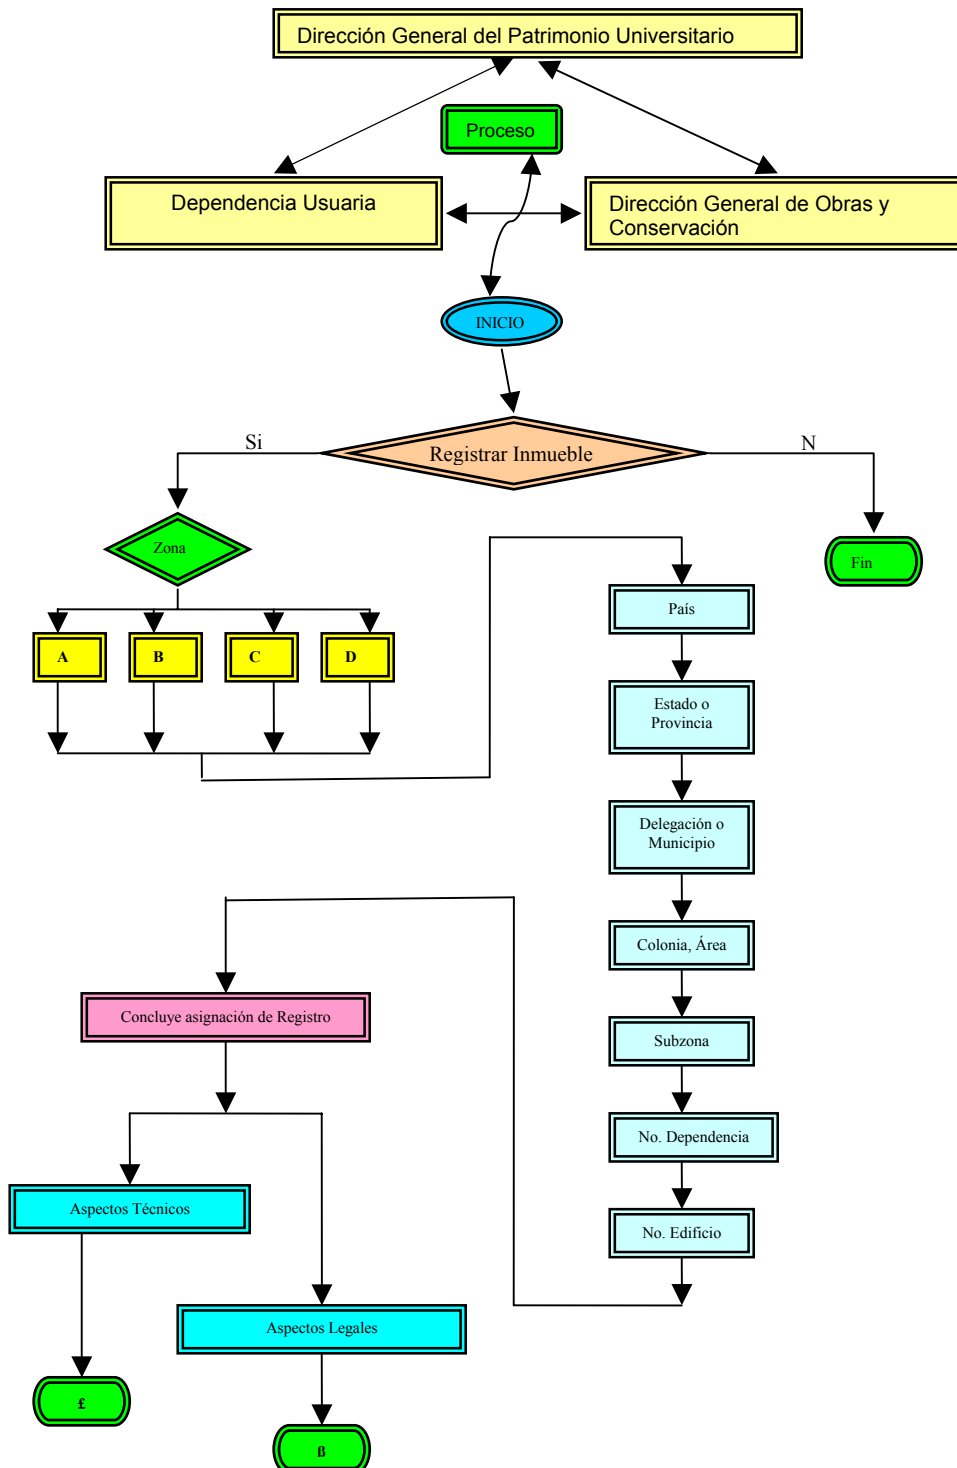 Dirección General del Patrimonio Universitario
Proceso
Dependencia Usuaria
Dirección General de Obras y
Conservación
INICIO
Si
Registrar Inmueble
N
Zona
Fin
País
A
B
C
D
Estado o
Provincia
Delegación o
Municipio
Colonia, Área
Concluye asignación de Registro
Subzona
No. Dependencia
Aspectos Técnicos
No. Edificio
Aspectos Legales
£
ß